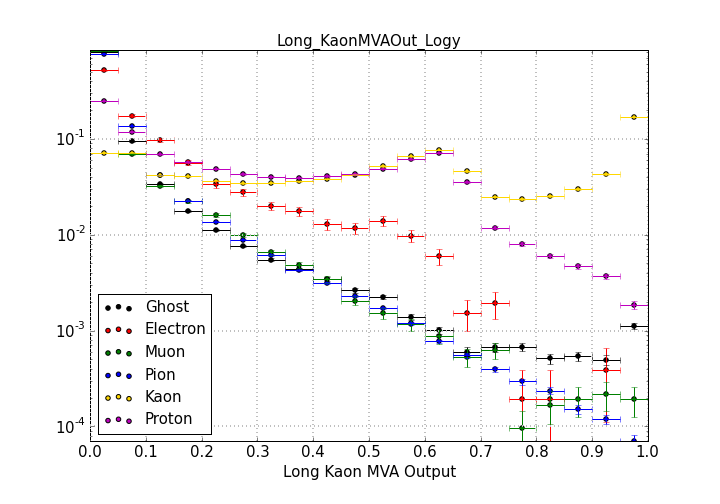 Long_KaonMVAOut_Logy
10^-1
10^-2
10^-3
10^-4
Ghost
Electron
Muon
Pion
Kaon
Proton
0.0 0.1 0.2 0.3 0.4 0.5 0.6 0.7 0.8 0.9 1.0
Long Kaon MVA Output